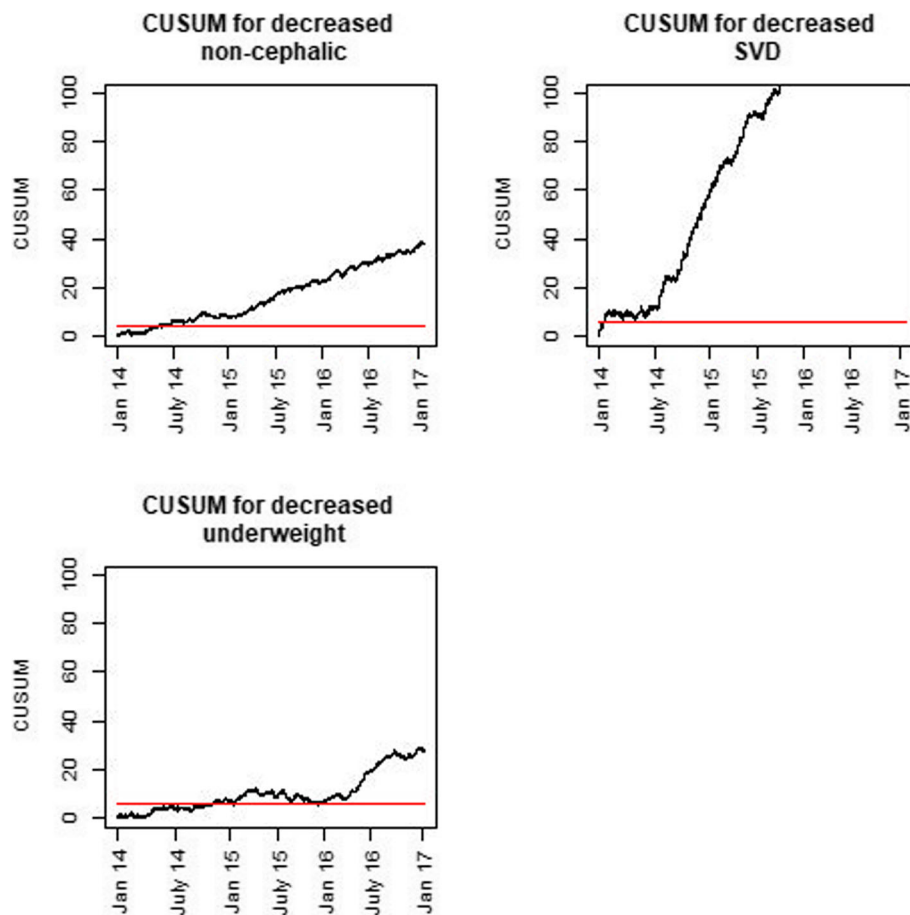 CUSUM for decreased
non-cephalic
CUSUM
100
80
60
40
20
0
Jan 14
July 14
Jan 15
July 15
Jan 16
July 16
Jan 17
CUSUM for decreased
SVD
CUSUM
100
80
60
40
20
0
Jan 14
July 14
Jan 15
July 15
Jan 16
July 16
Jan 17
CUSUM for decreased
underweight
CUSUM
100
80
60
40
20
0
Jan 14
July 14
Jan 15
July 15
Jan 16
July 16
Jan 17